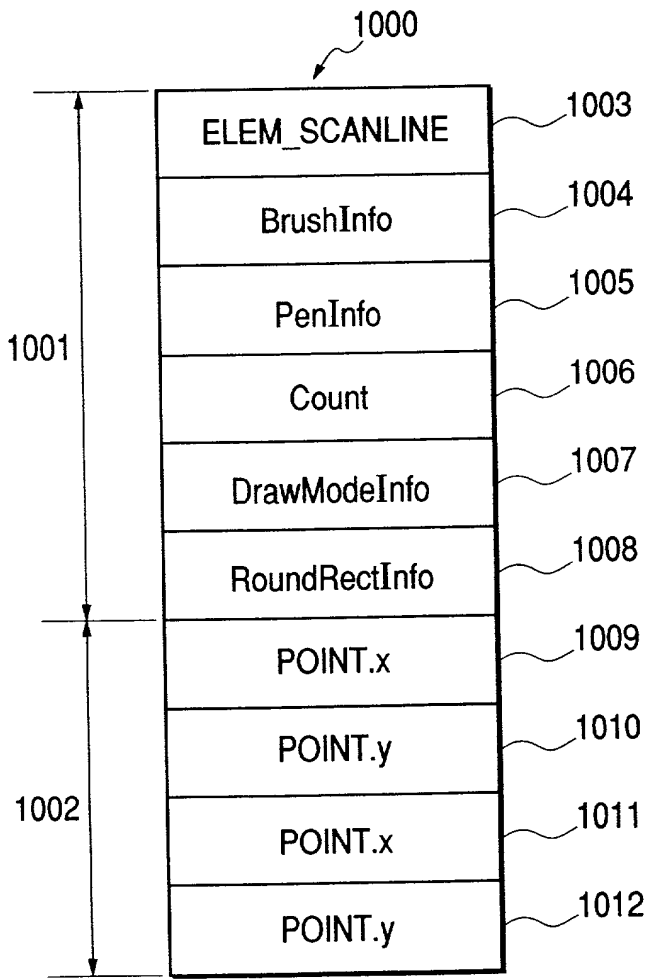 1000
ELEM_SCANLINE 1003
BrushInfo 1004
PenInfo 1005
1001
Count 1006
DrawModeInfo 1007
RoundRectInfo 1008
POINT.x 1009
POINT.y 1010
1002
POINT.x 1011
POINT.y 1012